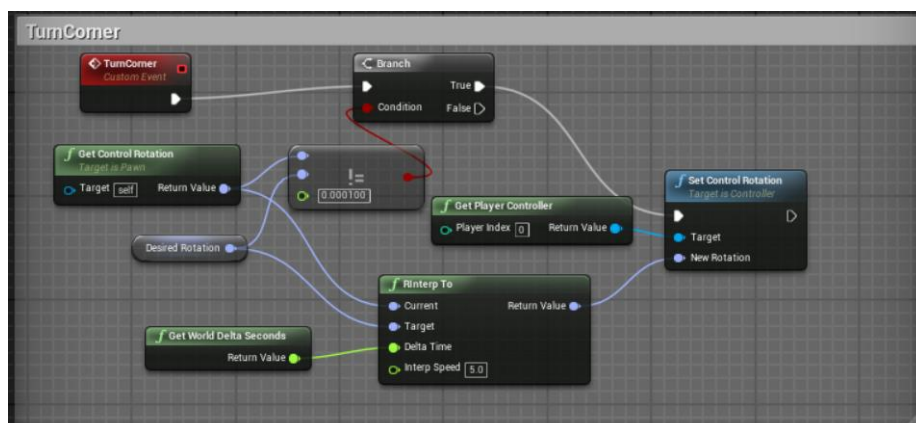 TurnCorner
TurnCorner
Custom Event
Branch
True
Condition
False
Get Control Rotation
Target is Pawn
Target self
Return Value
!=
0.000100
Desired Rotation
Get Player Controller
Player Index 0
Return Value
Set Control Rotation
Target is Controller
Target
New Rotation
RInterp To
Current
Return Value
Target
Delta Time
Interp Speed 5.0
Get World Delta Seconds
Return Value